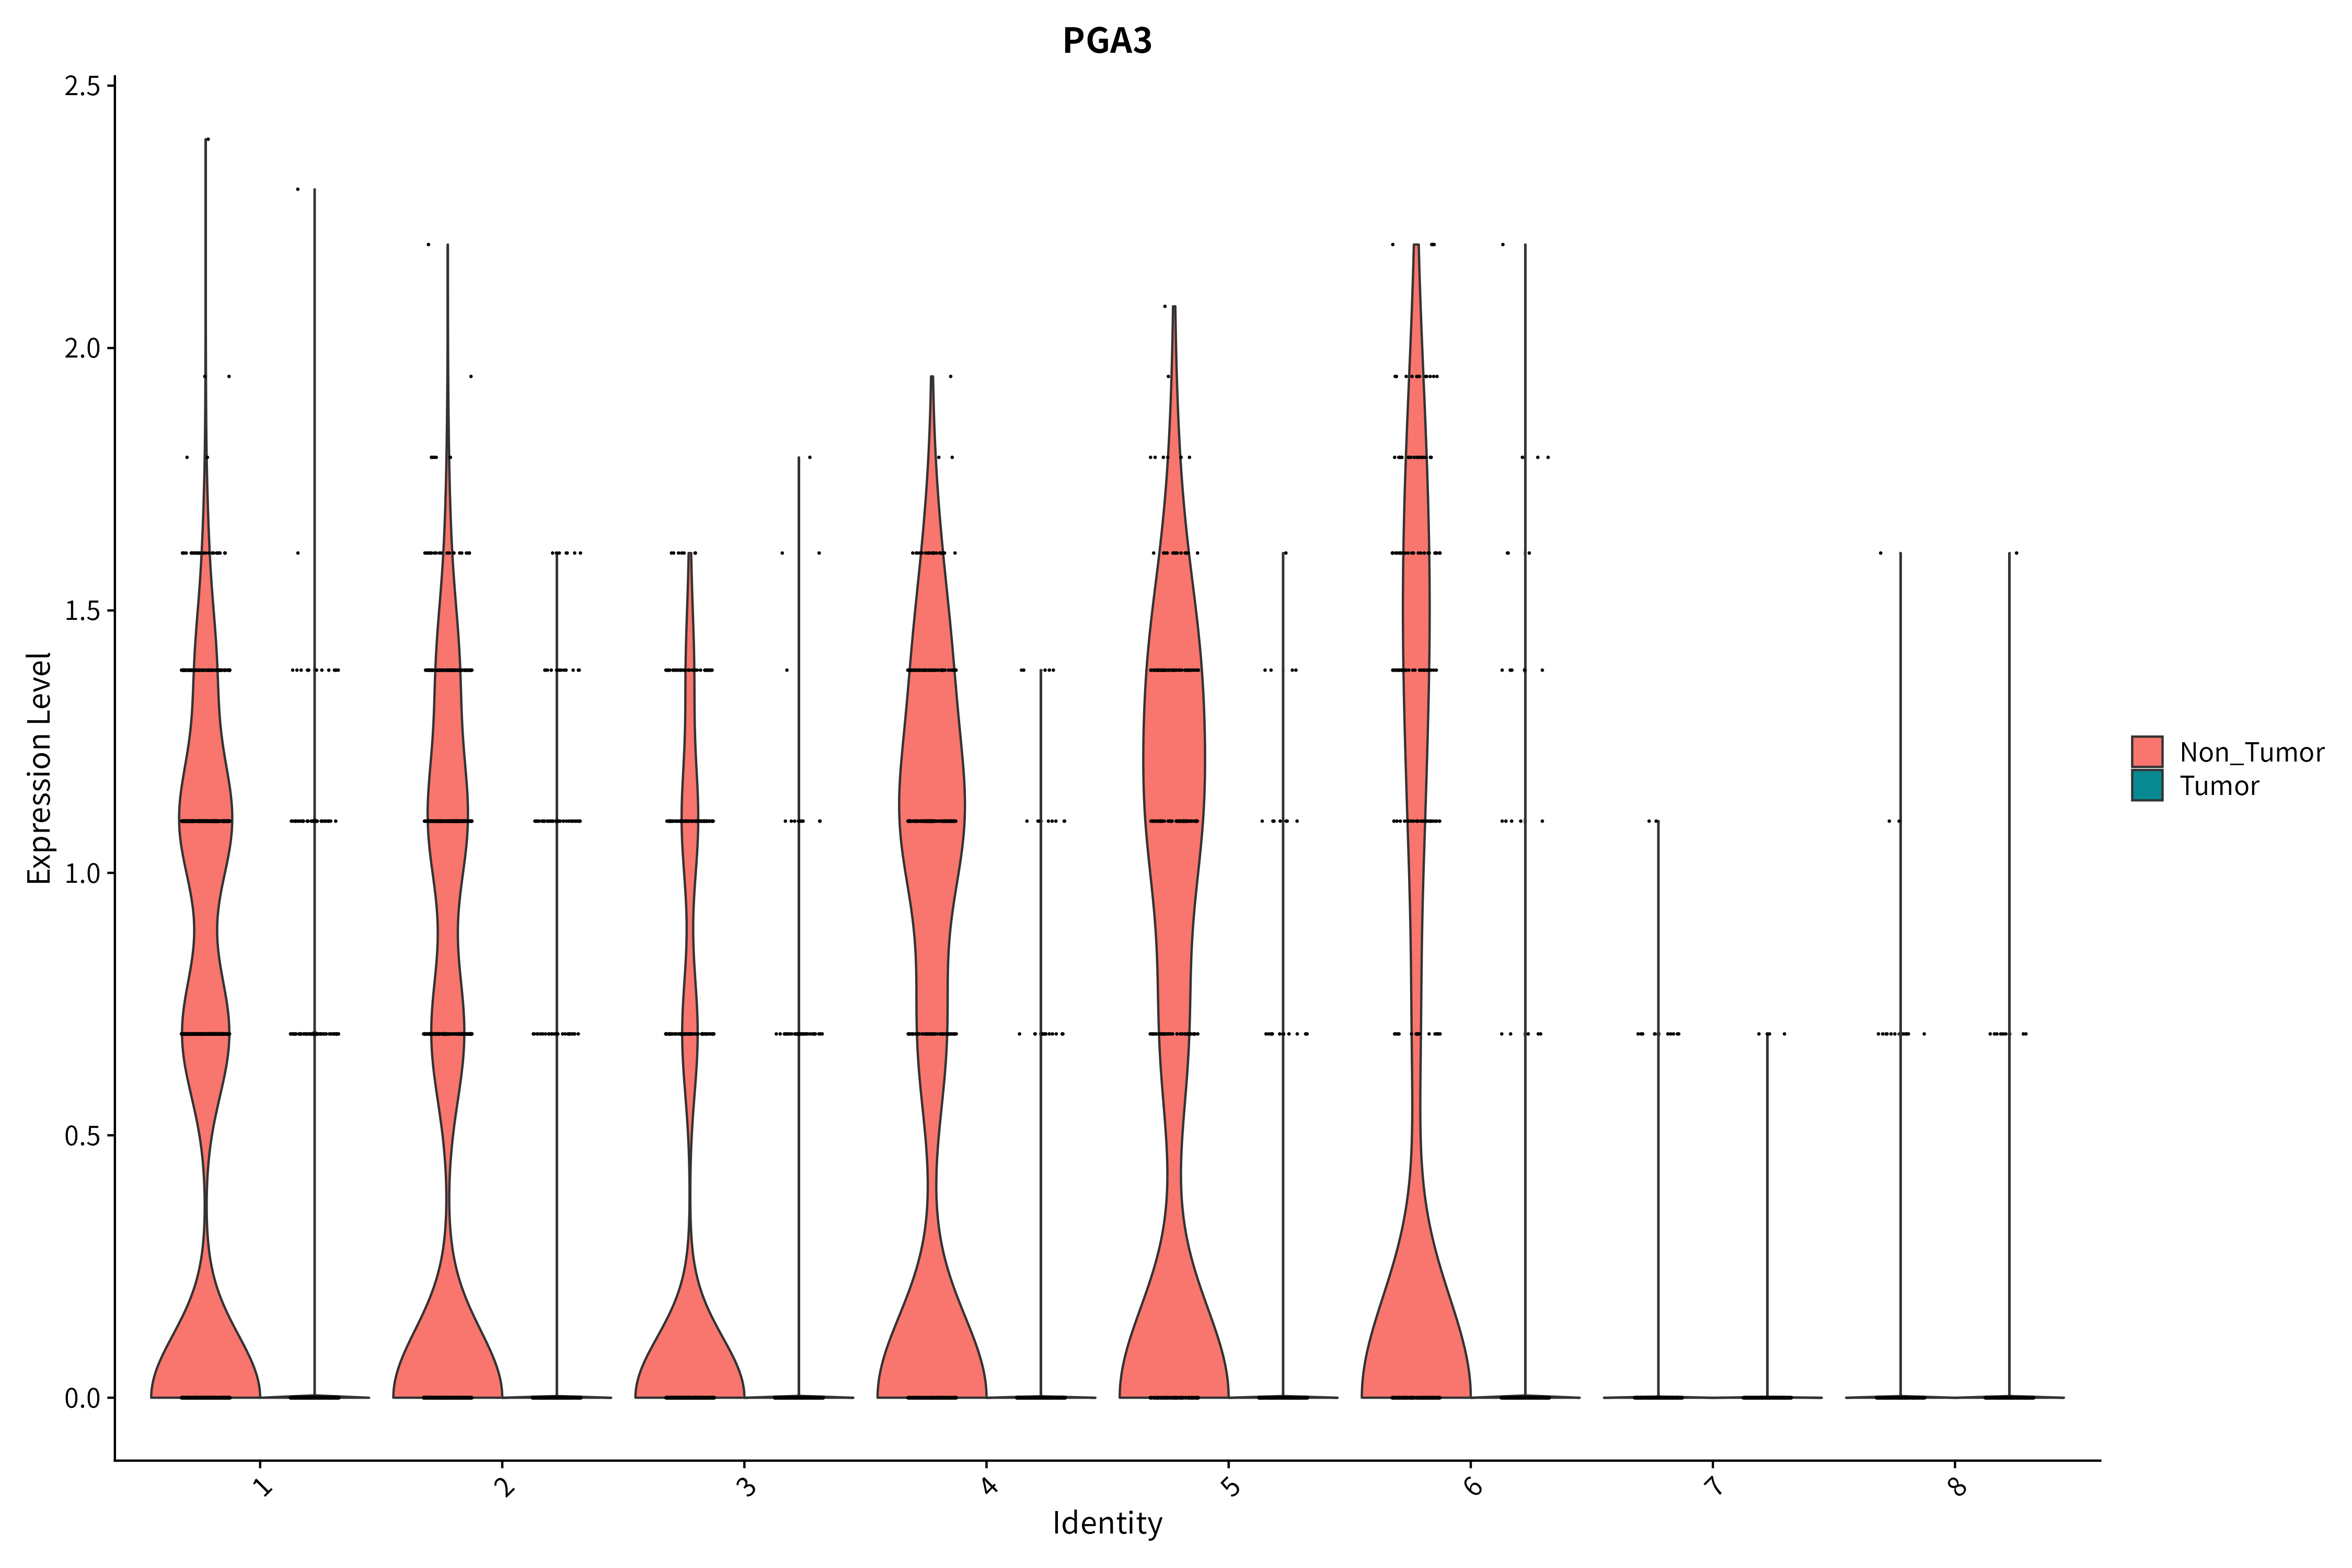 PGA3
2.5
2.0
1.5
1.0
0.5
0.0
Expression Level
1
2
3
4
5
6
7
8
Identity
Non_Tumor
Tumor